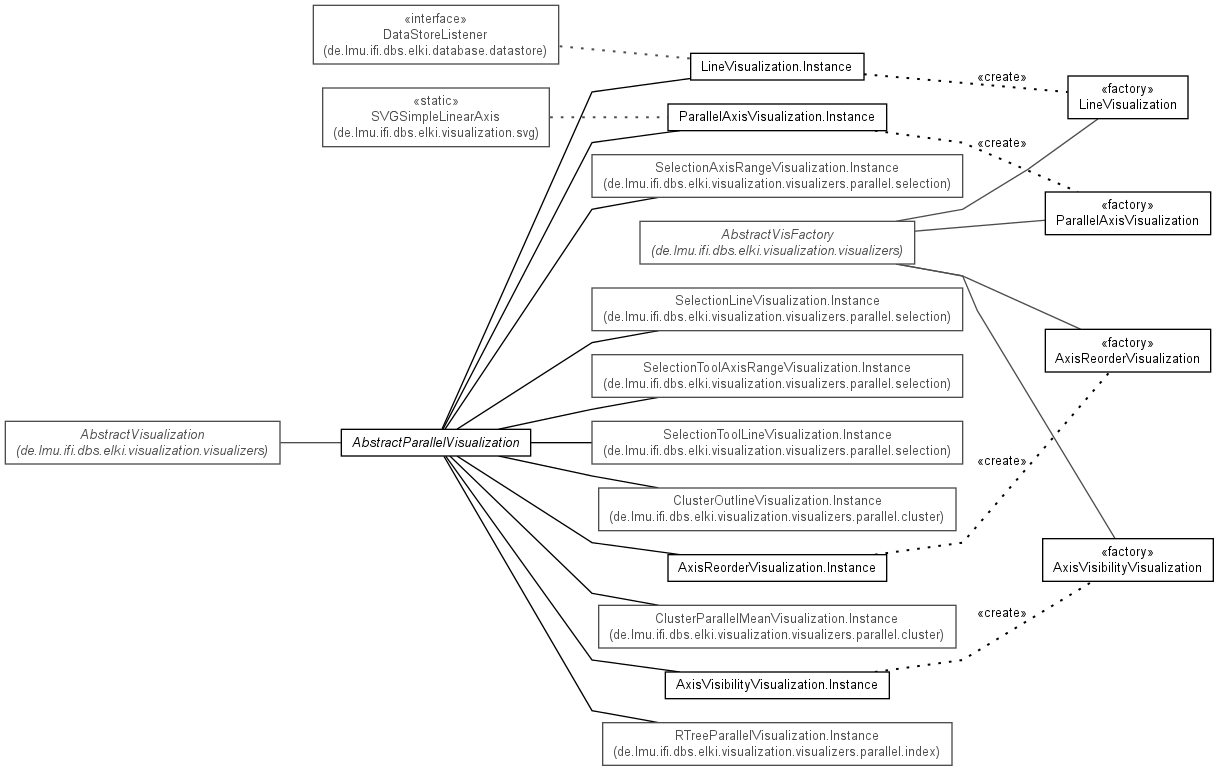 «interface»
DataStoreListener
(de.lmu.ifi.dbs.elki.database.datastore)
LineVisualization.Instance
«create»
«factory»
LineVisualization
«static»
SVGSimpleLinearAxis
(de.lmu.ifi.dbs.elki.visualization.svg)
ParallelAxisVisualization.Instance
«create»
SelectionAxisRangeVisualization.Instance
(de.lmu.ifi.dbs.elki.visualization.visualizers.parallel.selection)
«factory»
ParallelAxisVisualization
AbstractVisFactory
(de.lmu.ifi.dbs.elki.visualization.visualizers)
SelectionLineVisualization.Instance
(de.lmu.ifi.dbs.elki.visualization.visualizers.parallel.selection)
«factory»
AxisReorderVisualization
SelectionToolAxisRangeVisualization.Instance
(de.lmu.ifi.dbs.elki.visualization.visualizers.parallel.selection)
AbstractVisualization
(de.lmu.ifi.dbs.elki.visualization.visualizers)
AbstractParallelVisualization
SelectionToolLineVisualization.Instance
(de.lmu.ifi.dbs.elki.visualization.visualizers.parallel.selection)
«create»
ClusterOutlineVisualization.Instance
(de.lmu.ifi.dbs.elki.visualization.visualizers.parallel.cluster)
AxisReorderVisualization.Instance
«factory»
AxisVisibilityVisualization
ClusterParallelMeanVisualization.Instance
(de.lmu.ifi.dbs.elki.visualization.visualizers.parallel.cluster)
«create»
AxisVisibilityVisualization.Instance
RTreeParallelVisualization.Instance
(de.lmu.ifi.dbs.elki.visualization.visualizers.parallel.index)